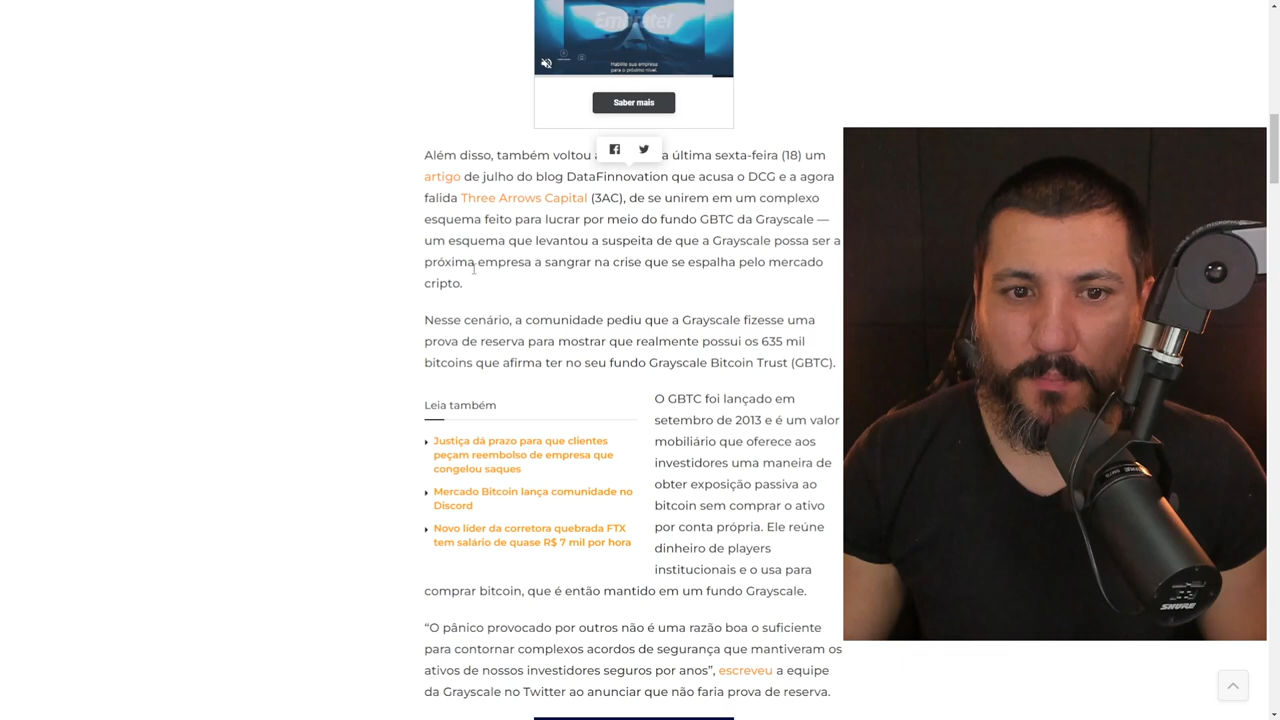 Embratel
Habilite sua empresa
para o próximo nível.
Saber mais
Além disso, também voltou a última sexta-feira (18) um
artigo de julho do blog DataFinnovation que acusa o DCG e a agora
falida Three Arrows Capital (3AC), de se unirem em um complexo
esquema feito para lucrar por meio do fundo GBTC da Grayscale —
um esquema que levantou a suspeita de que a Grayscale possa ser a
próxima empresa a sangrar na crise que se espalha pelo mercado
cripto.
Nesse cenário, a comunidade pediu que a Grayscale fizesse uma
prova de reserva para mostrar que realmente possui os 635 mil
bitcoins que afirma ter no seu fundo Grayscale Bitcoin Trust (GBTC).
Leia também
Justiça dá prazo para que clientes
peçam reembolso de empresa que
congelou saques
Mercado Bitcoin lança comunidade no
Discord
Novo líder da corretora quebrada FTX
tem salário de quase R$ 7 mil por hora
O GBTC foi lançado em
setembro de 2013 e é um valor
mobiliário que oferece aos
investidores uma maneira de
obter exposição passiva ao
bitcoin sem comprar o ativo
por conta própria. Ele reúne
dinheiro de players
institucionais e o usa para
comprar bitcoin, que é então mantido em um fundo Grayscale.
“O pânico provocado por outros não é uma razão boa o suficiente
para contornar complexos acordos de segurança que mantiveram os
ativos de nossos investidores seguros por anos”, escreveu a equipe
da Grayscale no Twitter ao anunciar que não faria prova de reserva.
SHURE